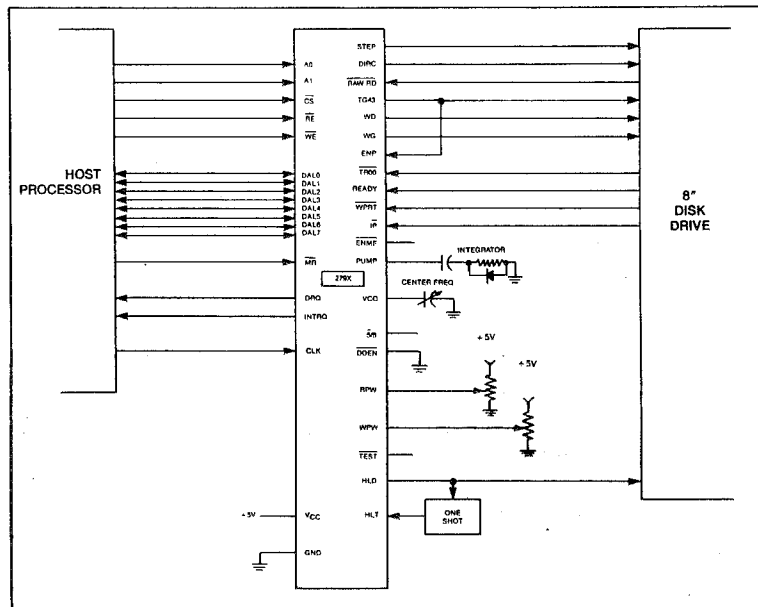 HOST
PROCESSOR
A0
A1
CS
RE
WE
DAL0
DAL1
DAL2
DAL3
DAL4
DAL5
DAL6
DAL7
MR
279X
DRQ
INTRQ
CLK
+5V
VCC
GND
STEP
DIRC
RAW RD
TG43
WD
WG
ENP
TR00
READY
WPRT
IP
ENMF
PUMP
INTEGRATOR
CENTER FREQ
VCO
5/8
DDEN
+5V
+5V
RPW
WPW
TEST
HLD
HLT
ONE
SHOT
8"
DISK
DRIVE